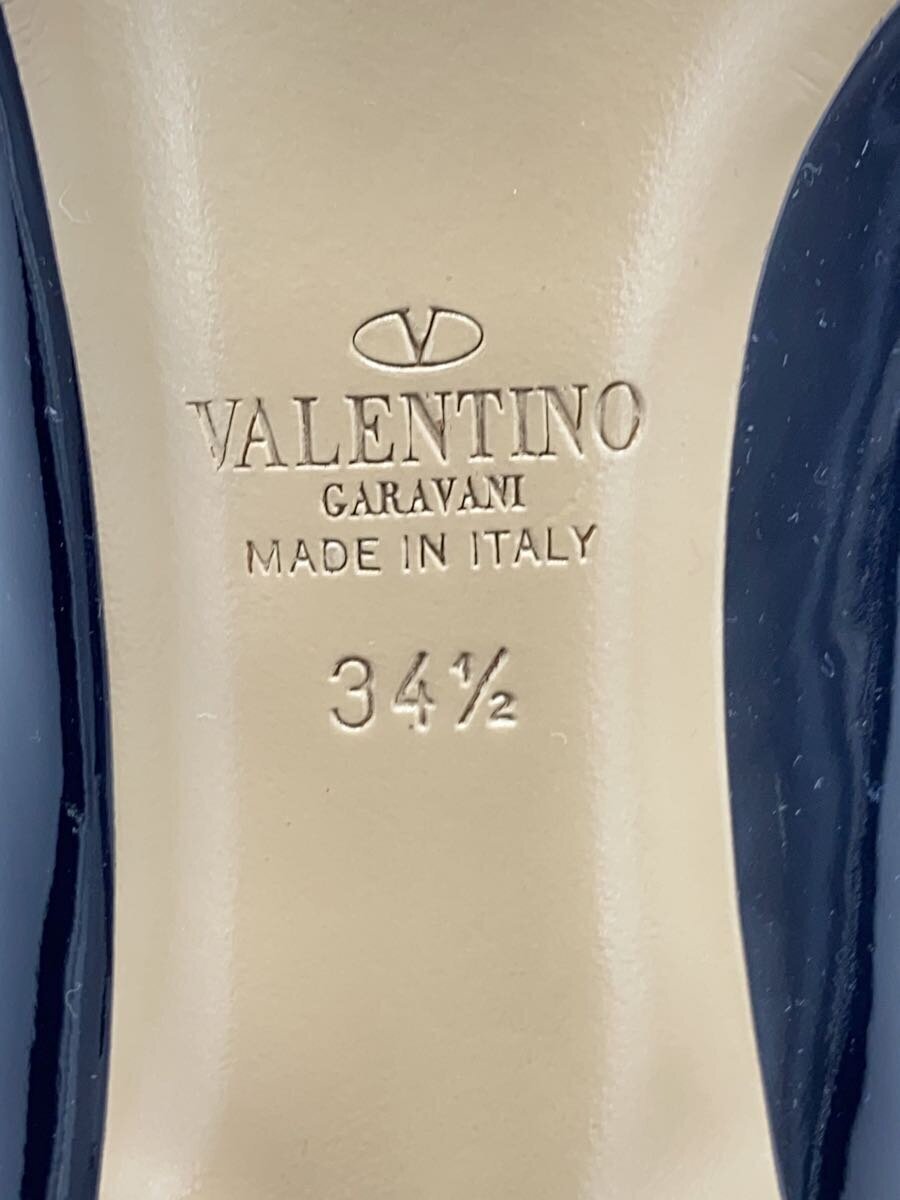 V
VALENTINO
GARAVANI
MADE IN ITALY
34½